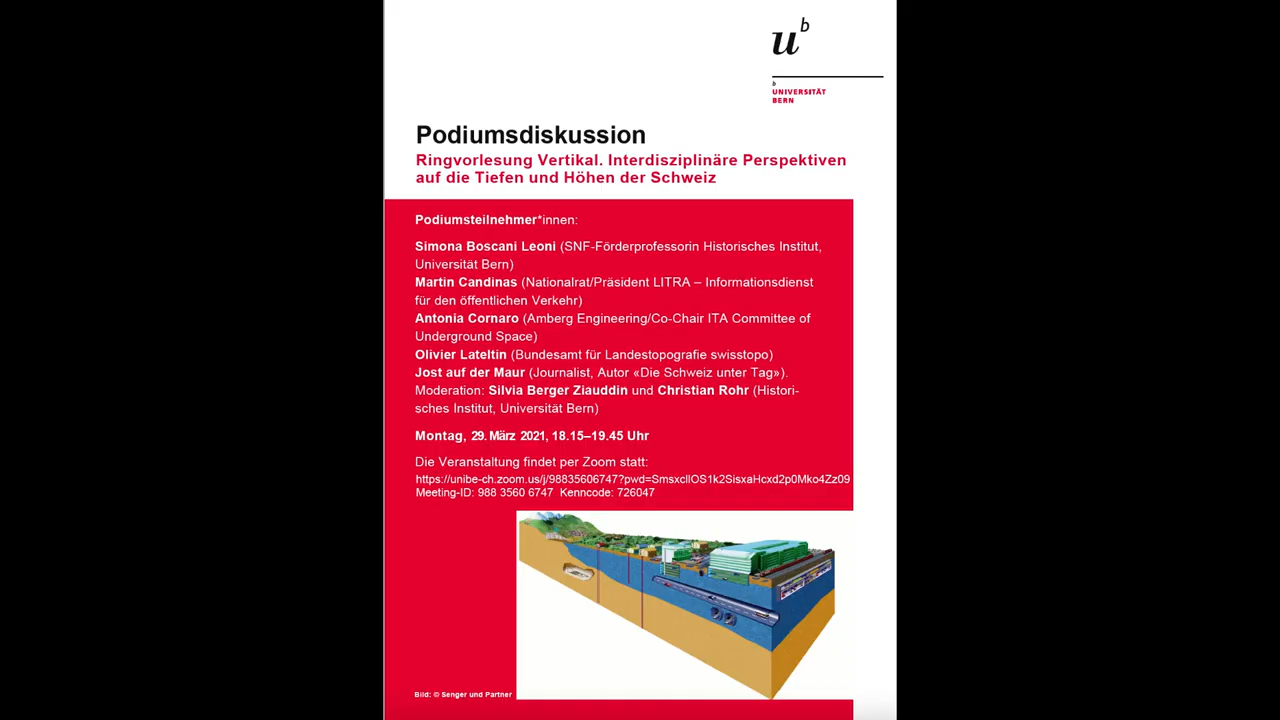 u b
b
UNIVERSITÄT
BERN
Podiumsdiskussion
Ringvorlesung Vertikal. Interdisziplinäre Perspektiven
auf die Tiefen und Höhen der Schweiz
Podiumsteilnehmer*innen:
Simona Boscani Leoni (SNF-Förderprofessorin Historisches Institut,
Universität Bern)
Martin Candinas (Nationalrat/Präsident LITRA – Informationsdienst
für den öffentlichen Verkehr)
Antonia Cornaro (Amberg Engineering/Co-Chair ITA Committee of
Underground Space)
Olivier Lateltin (Bundesamt für Landestopografie swisstopo)
Jost auf der Maur (Journalist, Autor «Die Schweiz unter Tag»).
Moderation: Silvia Berger Ziauddin und Christian Rohr (Histori-
sches Institut, Universität Bern)
Montag, 29. März 2021, 18.15–19.45 Uhr
Die Veranstaltung findet per Zoom statt:
https://unibe-ch.zoom.us/j/98835606747?pwd=SmsxcllOS1k2SisxaHcxd2p0Mko4Zz09
Meeting-ID: 988 3560 6747 Kenncode: 726047
Bild: © Senger und Partner